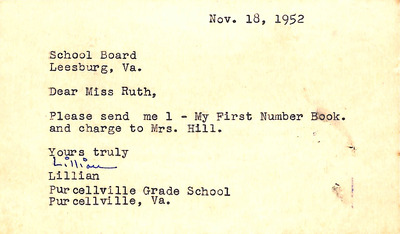 Nov. 18, 1952
School Board
Leesburg, Va.
Dear Miss Ruth,
Please send me 1 - My First Number Book.
and charge to Mrs. Hill.
Yours truly
Lillian
Lillian
Purcellville Grade School
Purcellville, Va.